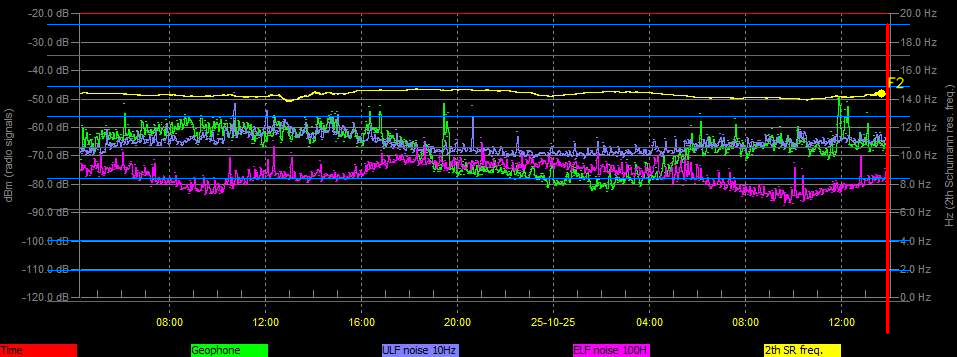 -20.0 dB 20.0 Hz
-30.0 dB 18.0 Hz
-40.0 dB 16.0 Hz
F2
-50.0 dB 14.0 Hz
-60.0 dB 12.0 Hz
-70.0 dB 10.0 Hz
-80.0 dB 8.0 Hz
-90.0 dB 6.0 Hz
-100.0 dB 4.0 Hz
-110.0 dB 2.0 Hz
-120.0 dB 0.0 Hz
dBm (radio signals)
Hz (2th Schumann res. freq.)
08:00 12:00 16:00 20:00 25-10-25 04:00 08:00 12:00
Time Geophone ULF noise 10Hz ELF noise 100H 2th SR freq.